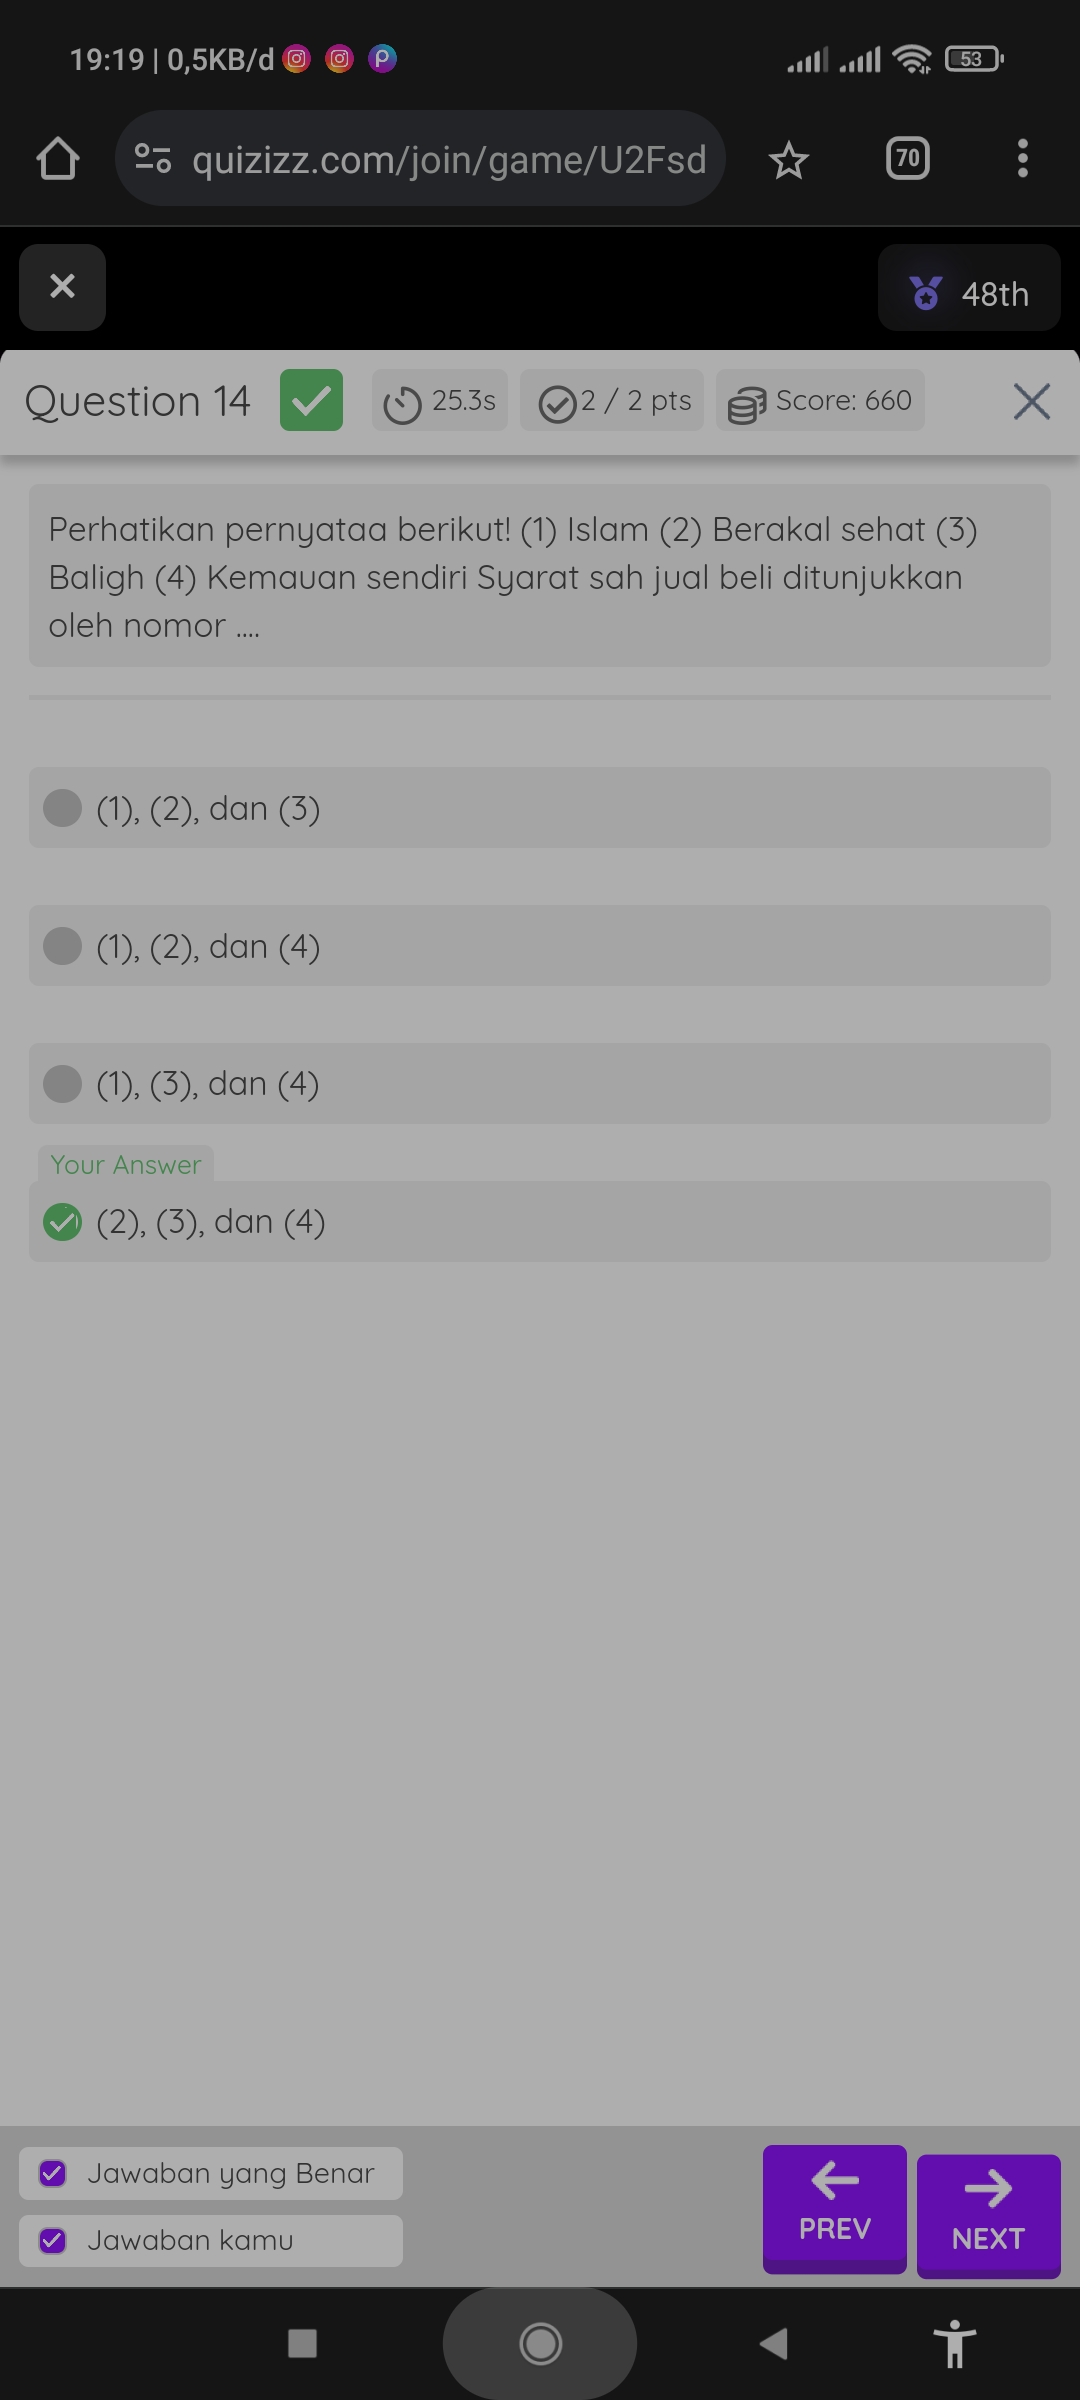 19:19 | 0,5KB/d
53
quizizz.com/join/game/U2Fsd
70
48th
Question 14
25.3s
2 / 2 pts
Score: 660
Perhatikan pernyataa berikut! (1) Islam (2) Berakal sehat (3)
Baligh (4) Kemauan sendiri Syarat sah jual beli ditunjukkan
oleh nomor ....
(1), (2), dan (3)
(1), (2), dan (4)
(1), (3), dan (4)
Your Answer
(2), (3), dan (4)
Jawaban yang Benar
Jawaban kamu
PREV
NEXT